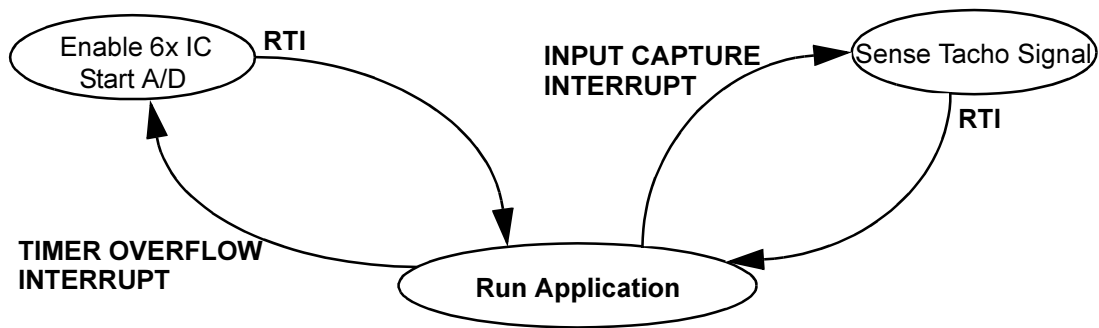 Enable 6x IC
Start A/D
RTI
INPUT CAPTURE
INTERRUPT
Sense Tacho Signal
RTI
TIMER OVERFLOW
INTERRUPT
Run Application